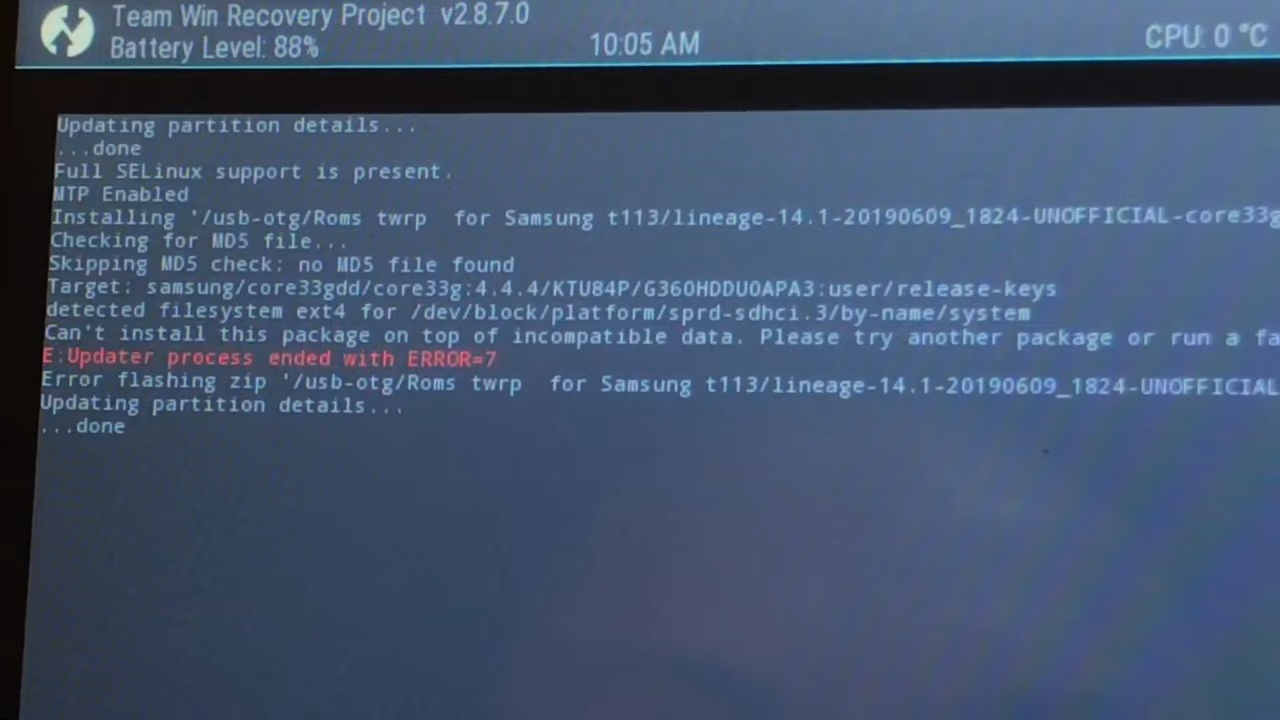 Team Win Recovery Project v2.8.7.0
Battery Level: 88%
10:05 AM
CPU: 0 °C
Updating partition details...
...done
Full SELinux support is present.
MTP Enabled
Installing '/usb-otg/Roms twrp  for Samsung t113/lineage-14.1-20190609_1824-UNOFFICIAL-core33g
Checking for MD5 file...
Skipping MD5 check: no MD5 file found
Target: samsung/core33gdd/core33g:4.4.4/KTU84P/G360HDDU0APA3:user/release-keys
detected filesystem ext4 for /dev/block/platform/sprd-sdhci.3/by-name/system
Can't install this package on top of incompatible data. Please try another package or run a fa
E:Updater process ended with ERROR=7
Error flashing zip '/usb-otg/Roms twrp  for Samsung t113/lineage-14.1-20190609_1824-UNOFFICIAL
Updating partition details...
...done